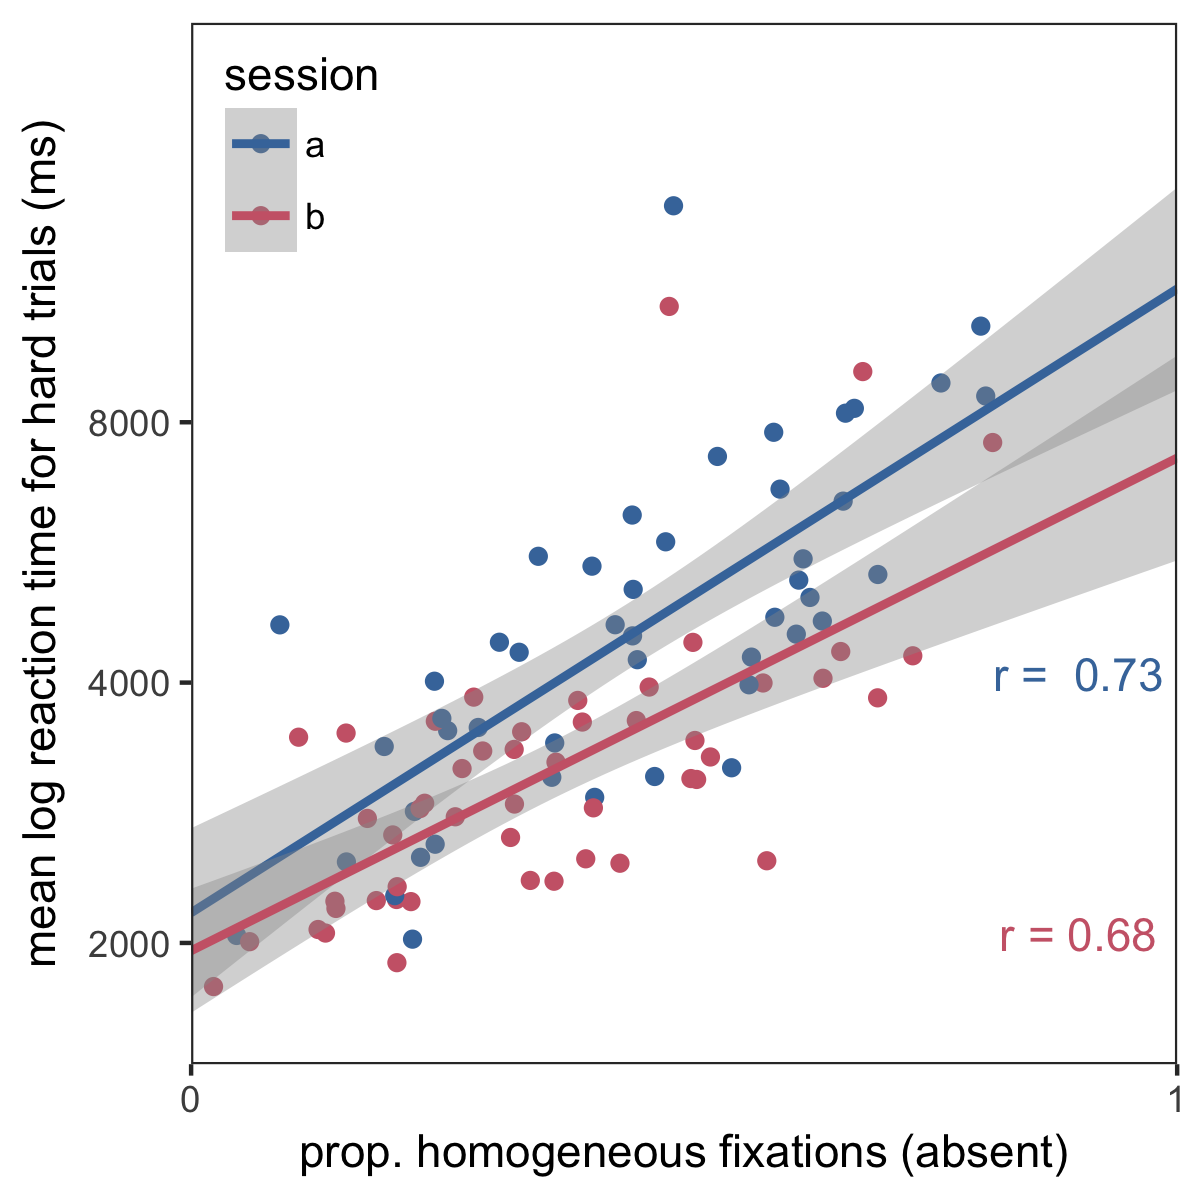 session
a
b
mean log reaction time for hard trials (ms)
8000
4000
2000
r =  0.73
r = 0.68
0
1
prop. homogeneous fixations (absent)